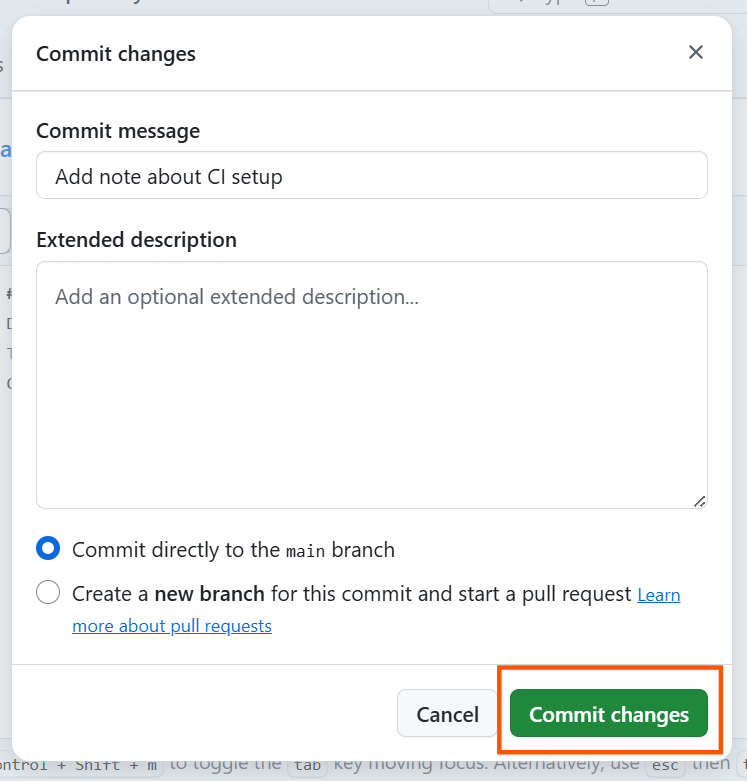 Commit changes
Commit message
Add note about CI setup
Extended description
Add an optional extended description...
Commit directly to the main branch
Create a new branch for this commit and start a pull request Learn
more about pull requests
Cancel
Commit changes
+ Shift + m to toggle the tab key moving focus. Alternatively, use esc then